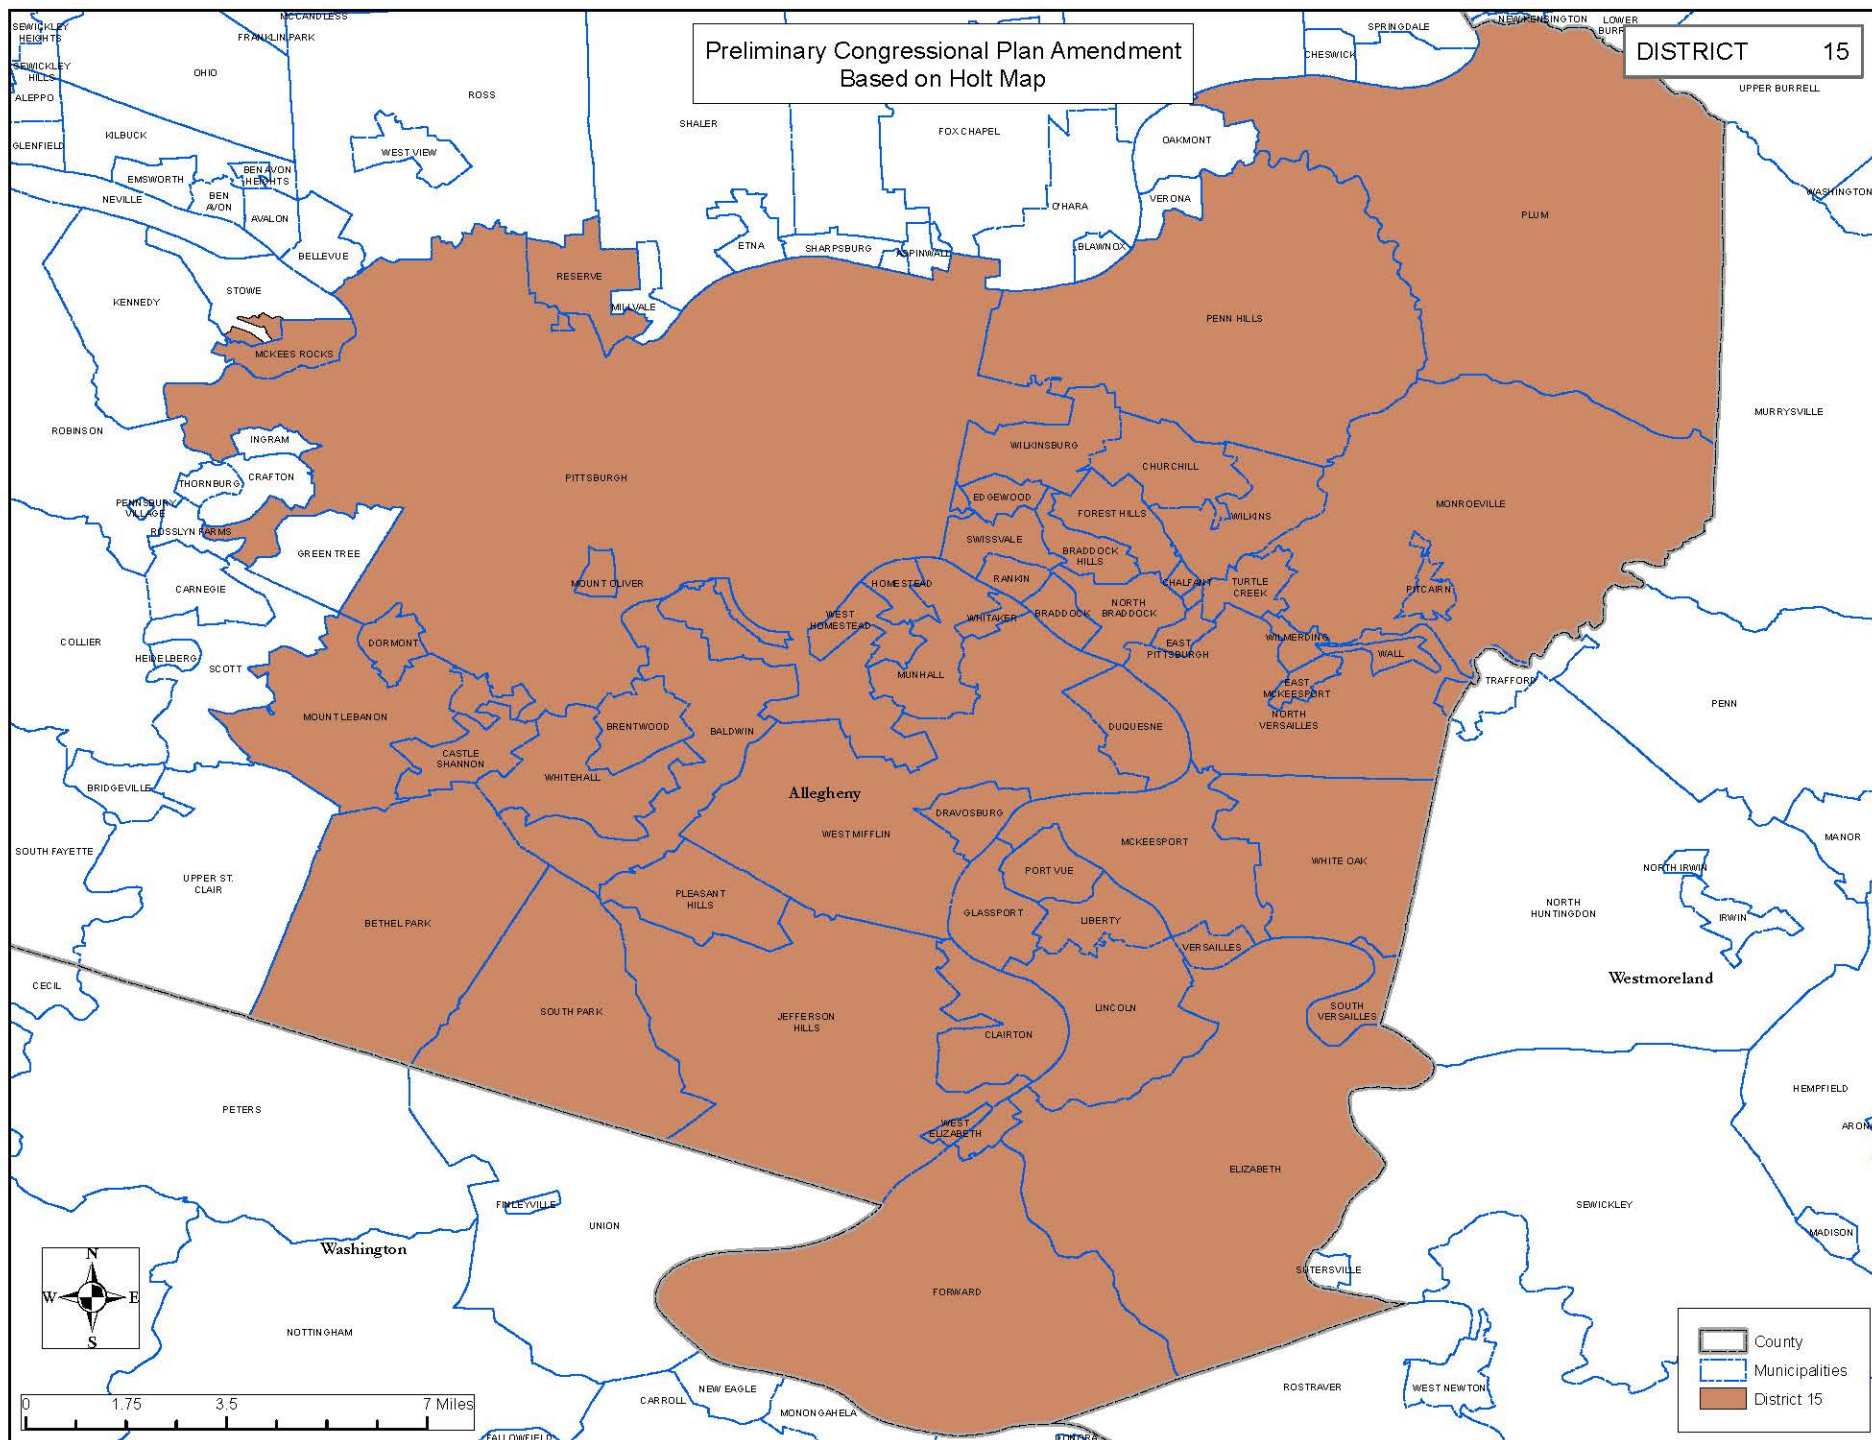 SEWICKLEY
HEIGHTS
MCCANDLESS
FRANKLIN PARK
SPRINGDALE
NEW KENSINGTON
LOWER
Preliminary Congressional Plan Amendment
Based on Holt Map
DISTRICT 15
SEWICKLEY
HILLS
OHIO
CHESWICK
ALEPPO
ROSS
UPPER BURRELL
SHALER
FOX CHAPEL
KILBUCK
OAKMONT
GLENFIELD
WEST VIEW
EMSWORTH
BEN AVON
HEIGHTS
WASHINGTON
NEVILLE
BEN
AVON
AVALON
VERONA
O'HARA
PLUM
ETNA
SHARPSBURG
ASPINWALL
BLAWNOX
BELLEVUE
RESERVE
STOWE
KENNEDY
MILLVALE
PENN HILLS
MCKEES ROCKS
MURRYSVILLE
ROBINSON
INGRAM
WILKINSBURG
CHURCHILL
THORNBURG
CRAFTON
PITTSBURGH
EDGEWOOD
PENNSBURY
VILLAGE
FOREST HILLS
WILKINS
MONROEVILLE
ROSSLYN FARMS
GREEN TREE
SWISSVALE
BRADDOCK
HILLS
CARNEGIE
MOUNT OLIVER
HOMESTEAD
RANKIN
CHALFANT
TURTLE
CREEK
PITCAIRN
WEST
HOMESTEAD
WHITAKER
BRADDOCK
NORTH
BRADDOCK
COLLIER
DORMONT
HEIDELBERG
SCOTT
EAST
PITTSBURGH
WILMERDING
WALL
MUNHALL
TRAFFORD
EAST
MCKEESPORT
MOUNT LEBANON
BRENTWOOD
BALDWIN
DUQUESNE
NORTH
VERSAILLES
PENN
CASTLE
SHANNON
WHITEHALL
BRIDGEVILLE
Allegheny
DRAVOSBURG
WEST MIFFLIN
MCKEESPORT
MANOR
SOUTH FAYETTE
WHITE OAK
UPPER ST.
CLAIR
PORT VUE
NORTH IRWIN
PLEASANT
HILLS
NORTH
HUNTINGDON
GLASSPORT
LIBERTY
IRWIN
BETHEL PARK
VERSAILLES
Westmoreland
CECIL
SOUTH PARK
JEFFERSON
HILLS
LINCOLN
SOUTH
VERSAILLES
CLAIRTON
HEMPFIELD
PETERS
WEST
ELIZABETH
ARON
ELIZABETH
FINLEYVILLE
UNION
SEWICKLEY
MADISON
Washington
SUTERSVILLE
FORWARD
N
W E
S
NOTTINGHAM
County
Municipalities
District 15
NEW EAGLE
CARROLL
MONONGAHELA
ROSTRAVER
WEST NEWTON
0 1.75 3.5 7 Miles
FALLOWFIELD
DONORA